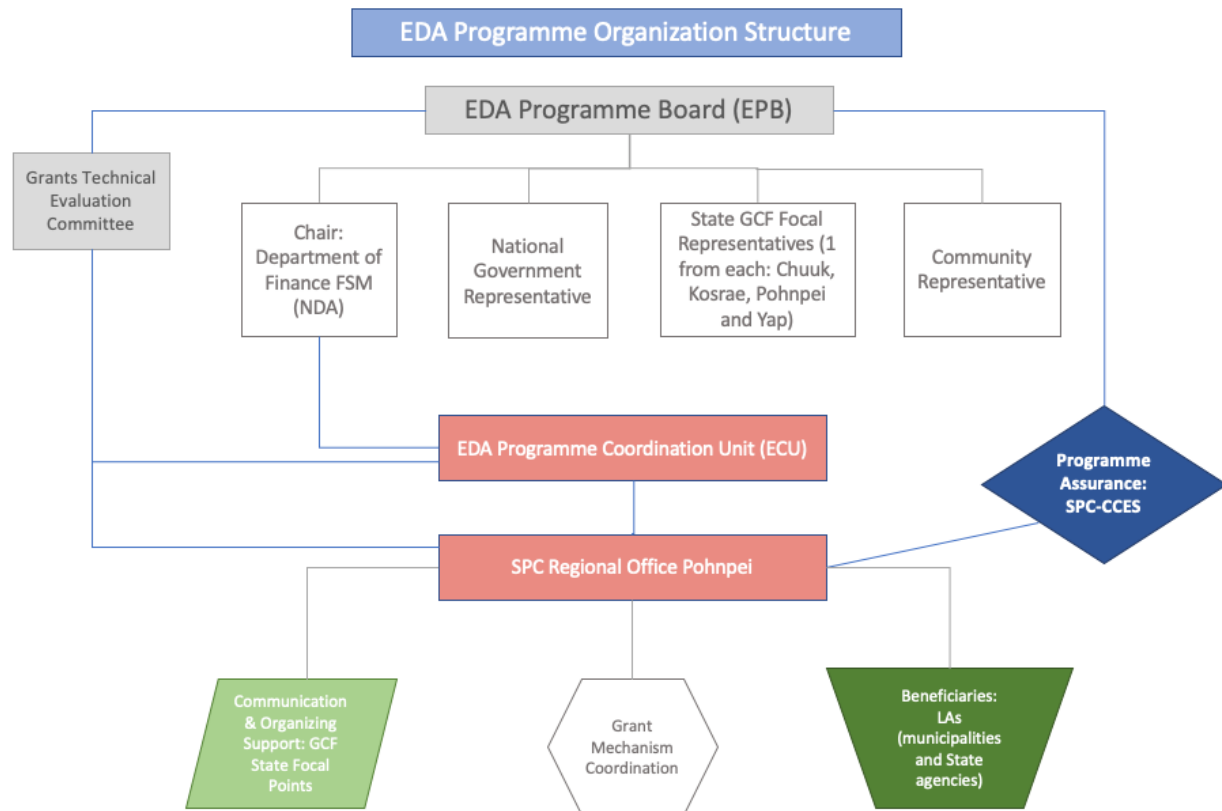 EDA Programme Organization Structure
EDA Programme Board (EPB)
Grants Technical
Evaluation
Committee
Chair:
Department of
Finance FSM
(NDA)
National
Government
Representative
State GCF Focal
Representatives (1
from each: Chuuk,
Kosrae, Pohnpei
and Yap)
Community
Representative
EDA Programme Coordination Unit (ECU)
Programme
Assurance:
SPC-CCES
SPC Regional Office Pohnpei
Communication
& Organizing
Support: GCF
State Focal
Points
Grant
Mechanism
Coordination
Beneficiaries:
LAs
(municipalities
and State
agencies)